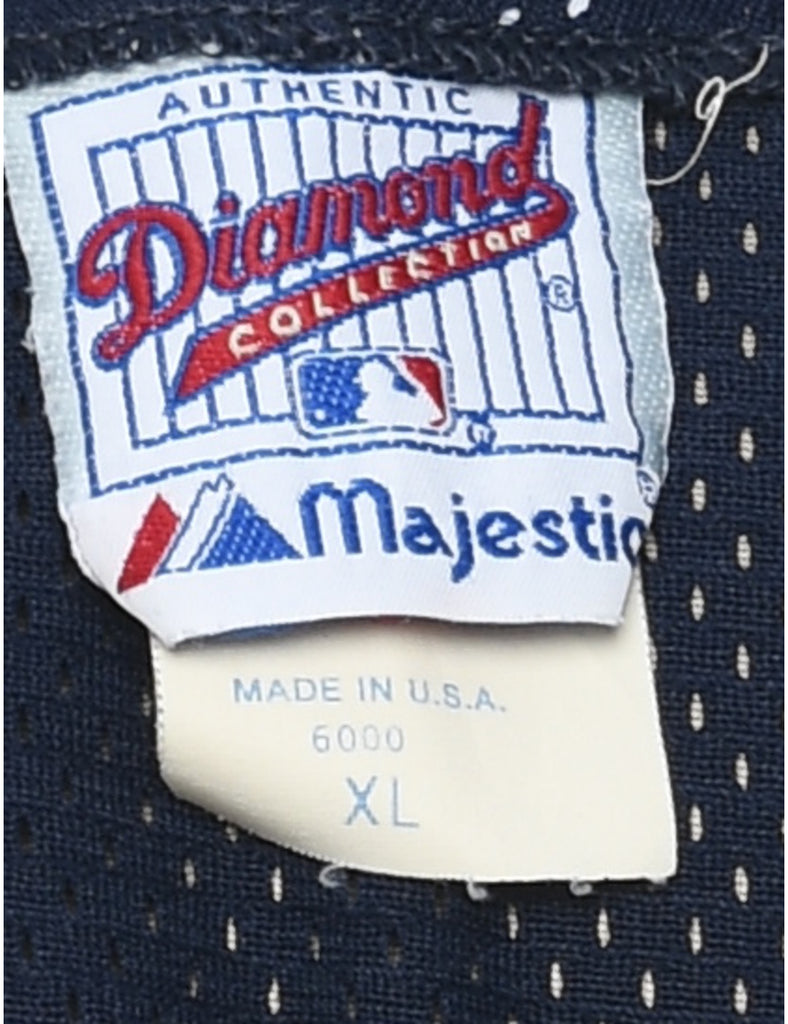 AUTHENTIC
Diamond
COLLECTION
®
Majestic
MADE IN U.S.A.
6000
XL